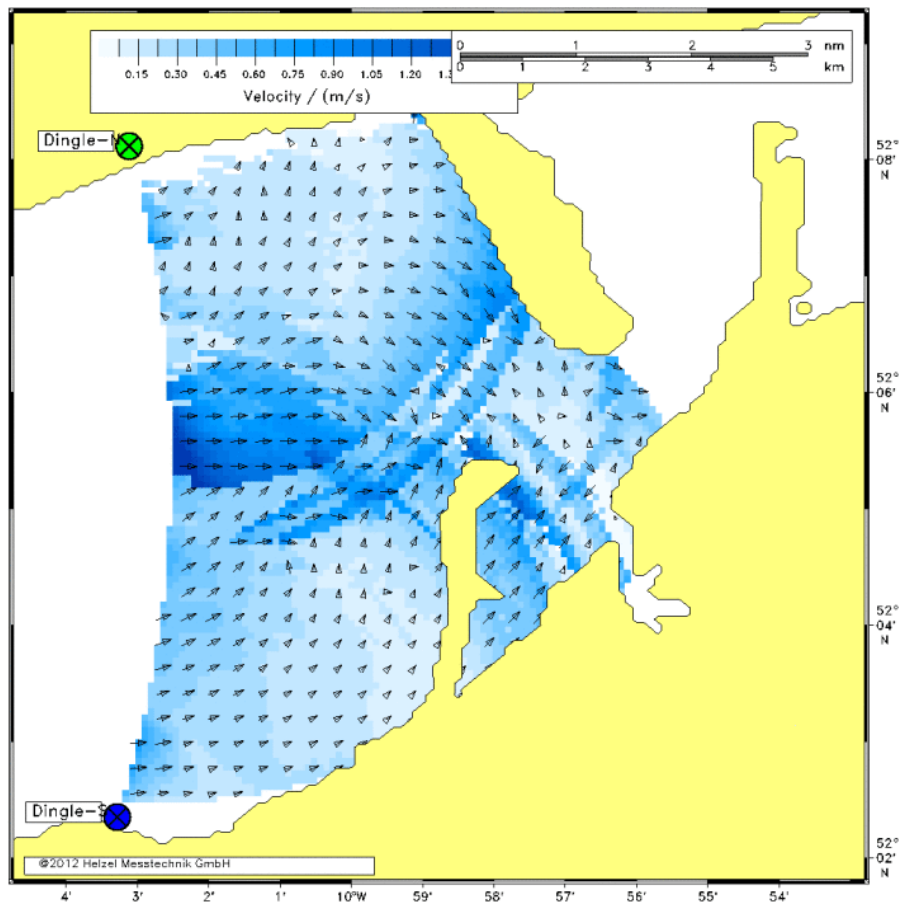 0 1 2 3 nm
0 1 2 3 4 5 km
0.15 0.30 0.45 0.60 0.75 0.90 1.05 1.20
Velocity / (m/s)
Dingle-
52°
08'
N
52°
06'
N
52°
04'
N
Dingle-S
52°
02'
N
©2012 Helzel Messtechnik GmbH
4' 3' 2' 1' 10°W 59' 58' 57' 56' 55' 54'